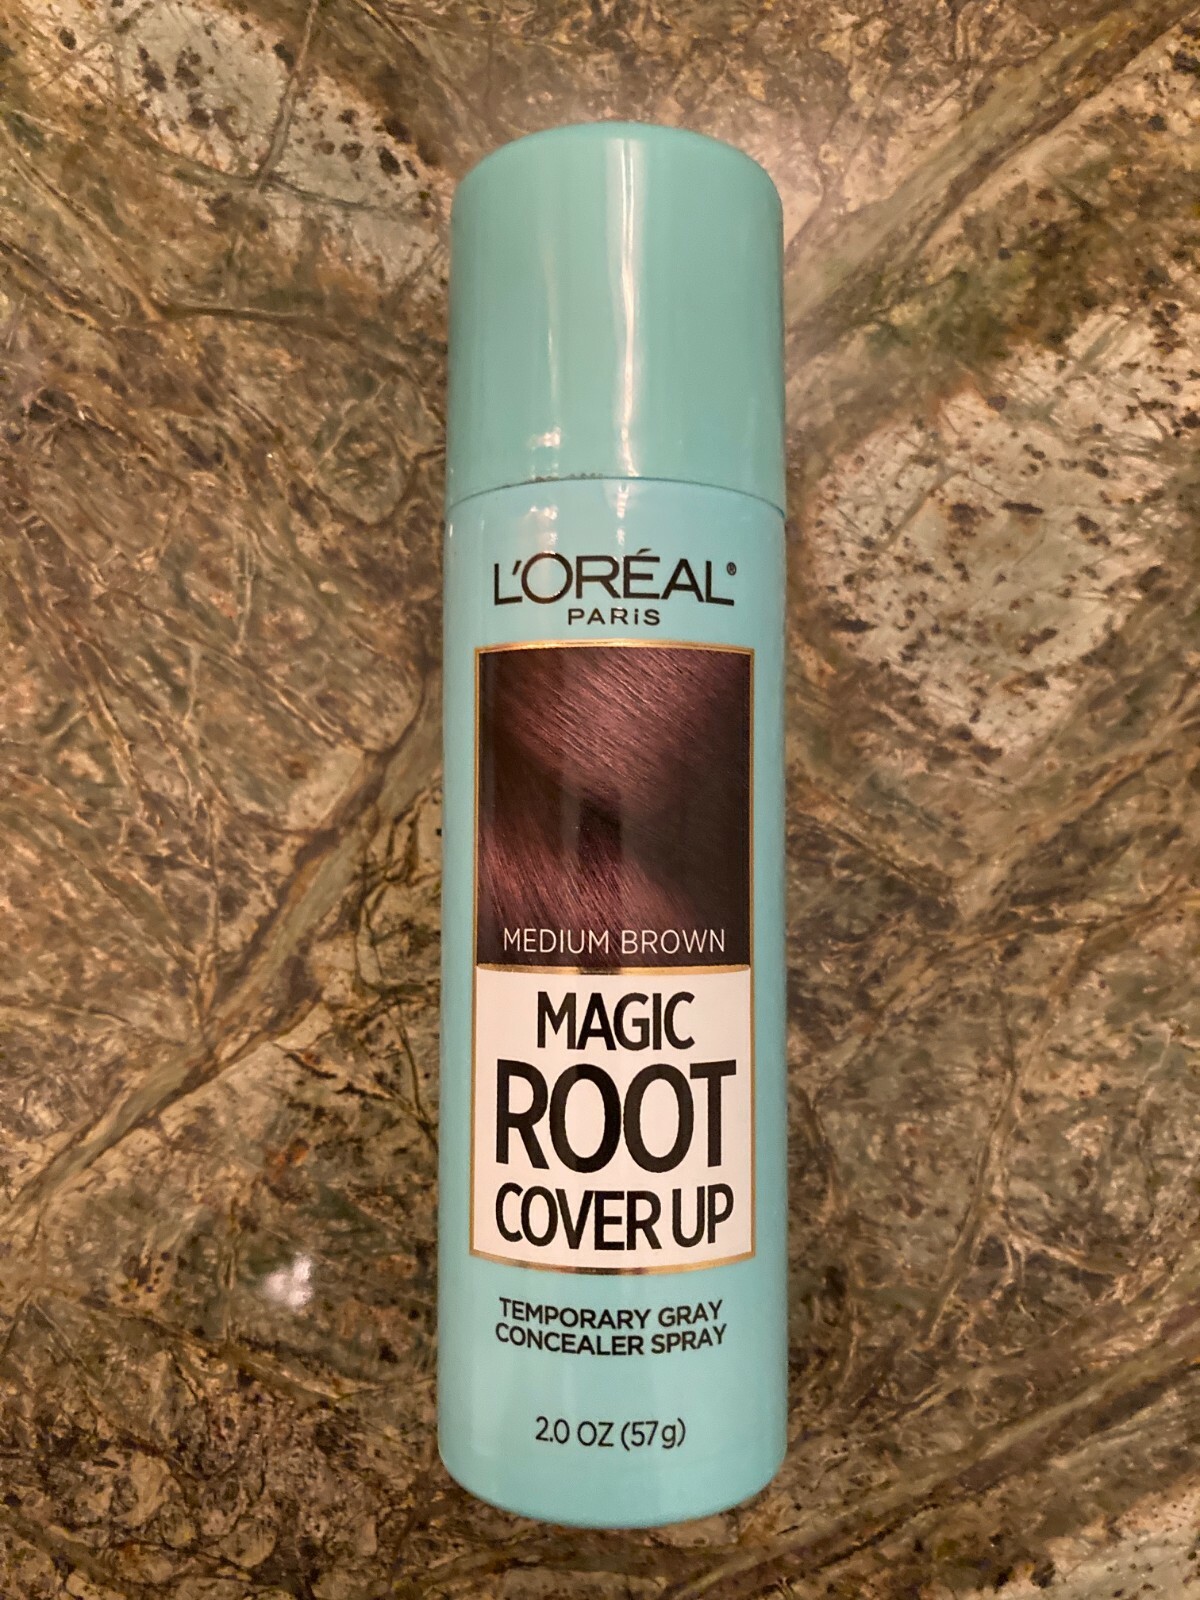 L'ORÉAL®
PARiS
MEDIUM BROWN
MAGIC
ROOT
COVER UP
TEMPORARY GRAY
CONCEALER SPRAY
2.0 OZ (57g)